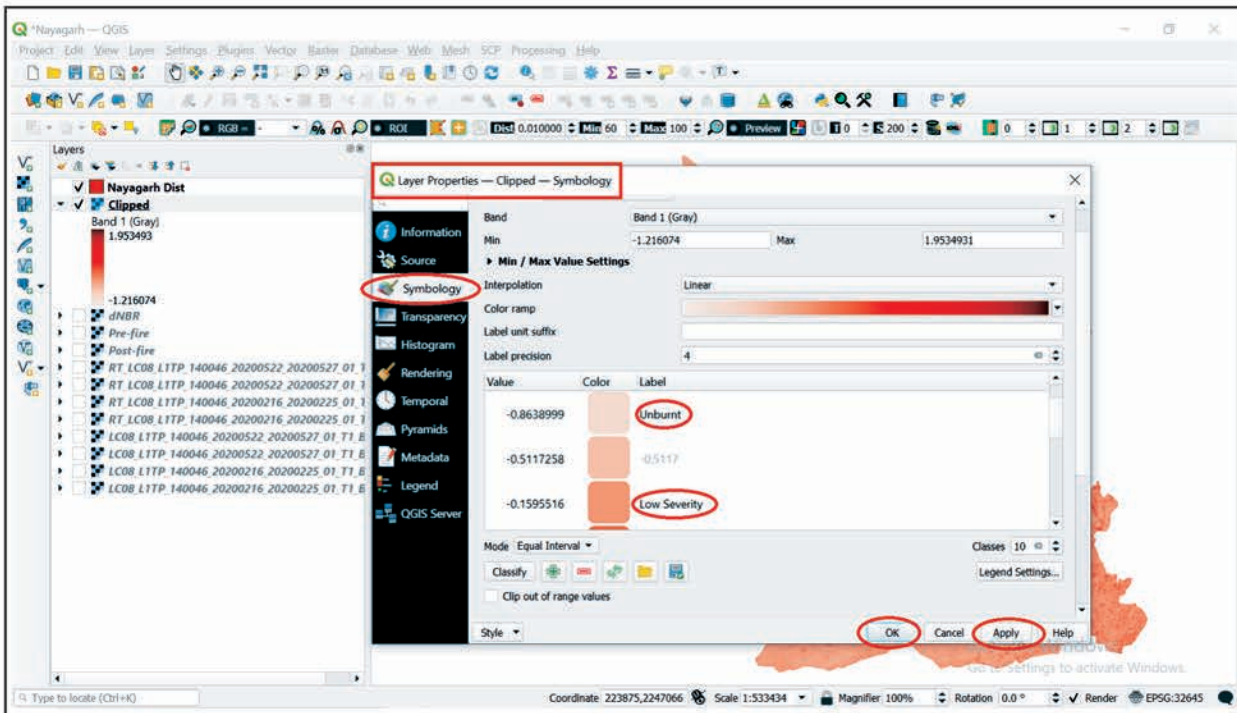 *Nayagarh — QGIS
Project Edit View Layer Settings Plugins Vector Raster Database Web Mesh SCP Processing Help
RGB = - ROI Dist 0.010000 Min 60 Max 100 Preview 0 S 200 0 1 2
Layers
Nayagarh Dist
Clipped
Band 1 (Gray)
1.953493
-1.216074
dNBR
Pre-fire
Post-fire
RT_LC08_L1TP_140046_20200522_20200527_01_T
RT_LC08_L1TP_140046_20200522_20200527_01_1
RT_LC08_L1TP_140046_20200216_20200225_01_1
RT_LC08_L1TP_140046_20200216_20200225_01_1
LC08_L1TP_140046_20200522_20200527_01_T1_B
LC08_L1TP_140046_20200522_20200527_01_T1_B
LC08_L1TP_140046_20200216_20200225_01_T1_B
LC08_L1TP_140046_20200216_20200225_01_T1_B
Layer Properties — Clipped — Symbology
Information
Source
Symbology
Transparency
Histogram
Rendering
Temporal
Pyramids
Metadata
Legend
QGIS Server
Band Band 1 (Gray)
Min -1.216074 Max 1.9534931
Min / Max Value Settings
Interpolation Linear
Color ramp
Label unit suffix
Label precision 4
Value Color Label
-0.8638999 Unburnt
-0.5117258 -0.5117
-0.1595516 Low Severity
Mode Equal Interval Classes 10
Classify Legend Settings...
Clip out of range values
Style OK Cancel Apply Help
Go to Settings to activate Windows.
Type to locate (Ctrl+K) Coordinate 223875,2247066 Scale 1:533434 Magnifier 100% Rotation 0.0 ° Render EPSG:32645